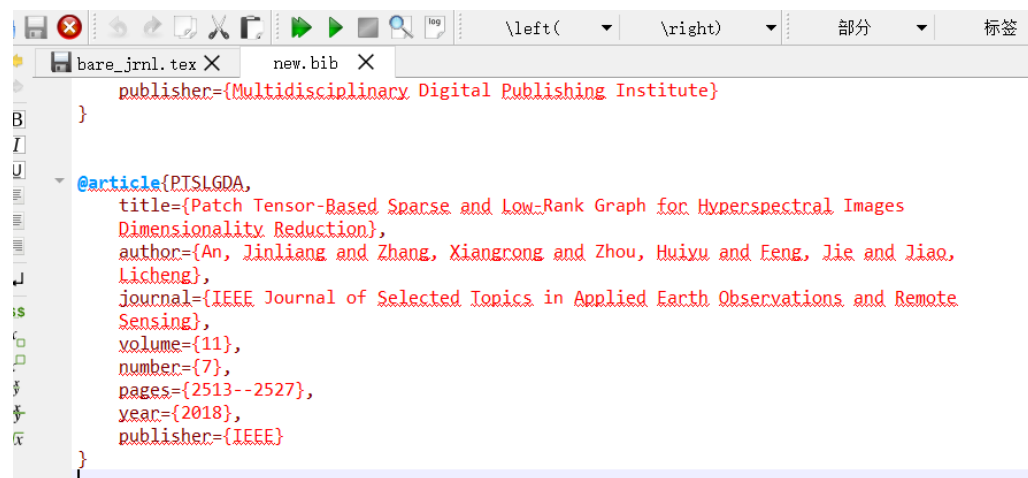 log \left( \right) 部分 标签
bare_jrnl.tex new.bib
publisher={Multidisciplinary Digital Publishing Institute}
}
@article{PTSLGDA,
title={Patch Tensor-Based Sparse and Low-Rank Graph for Hyperspectral Images
Dimensionality Reduction},
author={An, Jinliang and Zhang, Xiangrong and Zhou, Huiyu and Feng, Jie and Jiao,
Licheng},
journal={IEEE Journal of Selected Topics in Applied Earth Observations and Remote
Sensing},
volume={11},
number={7},
pages={2513--2527},
year={2018},
publisher={IEEE}
}
B
I
U